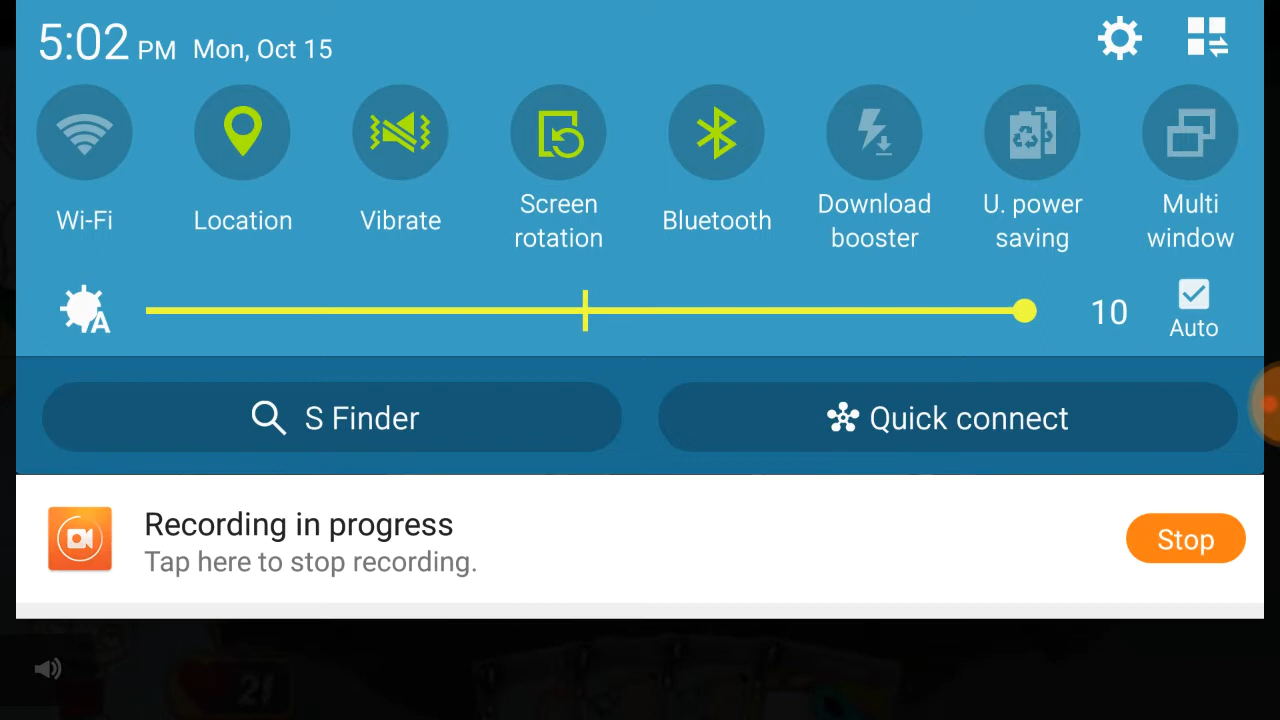 5:02 PM Mon, Oct 15
Wi-Fi
Location
Vibrate
Screen
rotation
Bluetooth
Download
booster
U. power
saving
Multi
window
A
10
Auto
S Finder
Quick connect
Recording in progress
Tap here to stop recording.
Stop